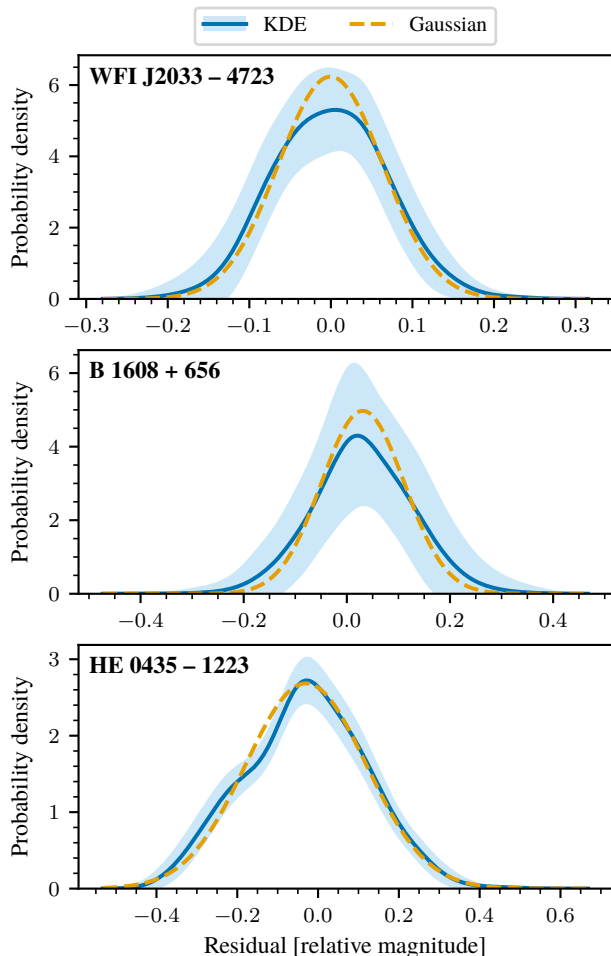 KDE Gaussian
WFI J2033 – 4723
Probability density
6
4
2
0
−0.3 −0.2 −0.1 0.0 0.1 0.2 0.3
B 1608 + 656
Probability density
6
4
2
0
−0.4 −0.2 0.0 0.2 0.4
HE 0435 – 1223
Probability density
3
2
1
0
−0.4 −0.2 0.0 0.2 0.4 0.6
Residual [relative magnitude]